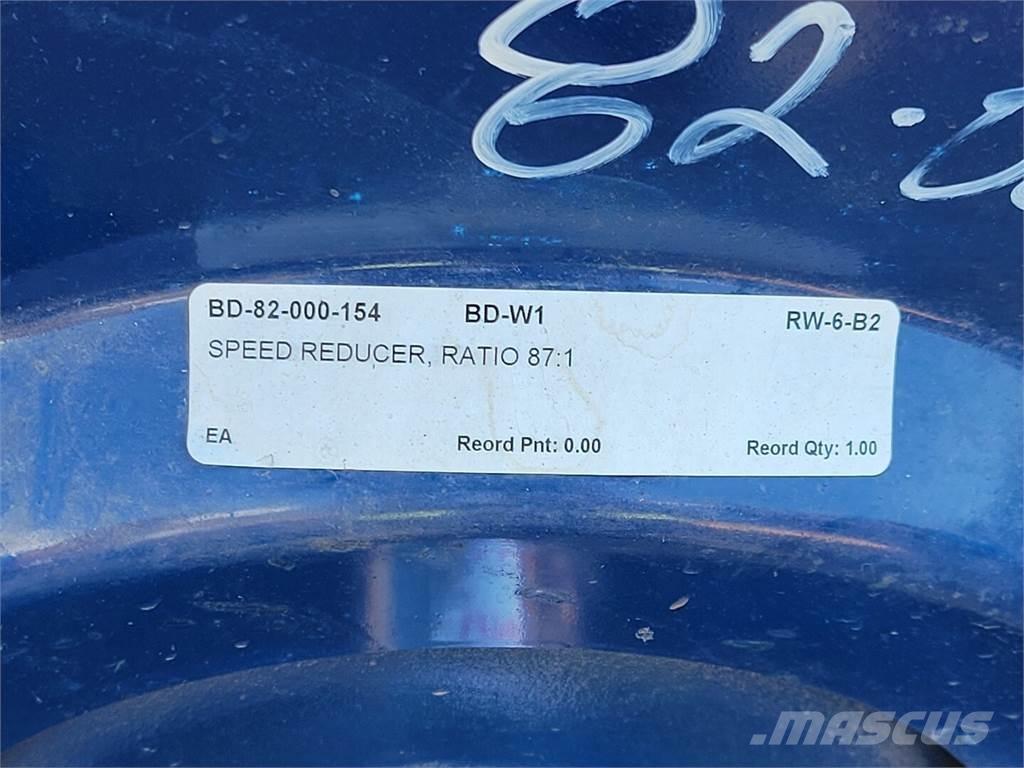 82.
BD-82-000-154 BD-W1 RW-6-B2
SPEED REDUCER, RATIO 87:1
EA Reord Pnt: 0.00 Reord Qty: 1.00
MASCUS